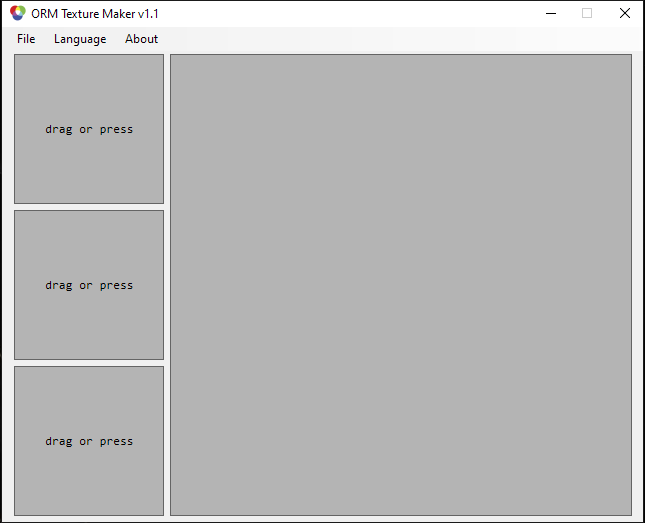 ORM Texture Maker v1.1
File Language About
drag or press
drag or press
drag or press